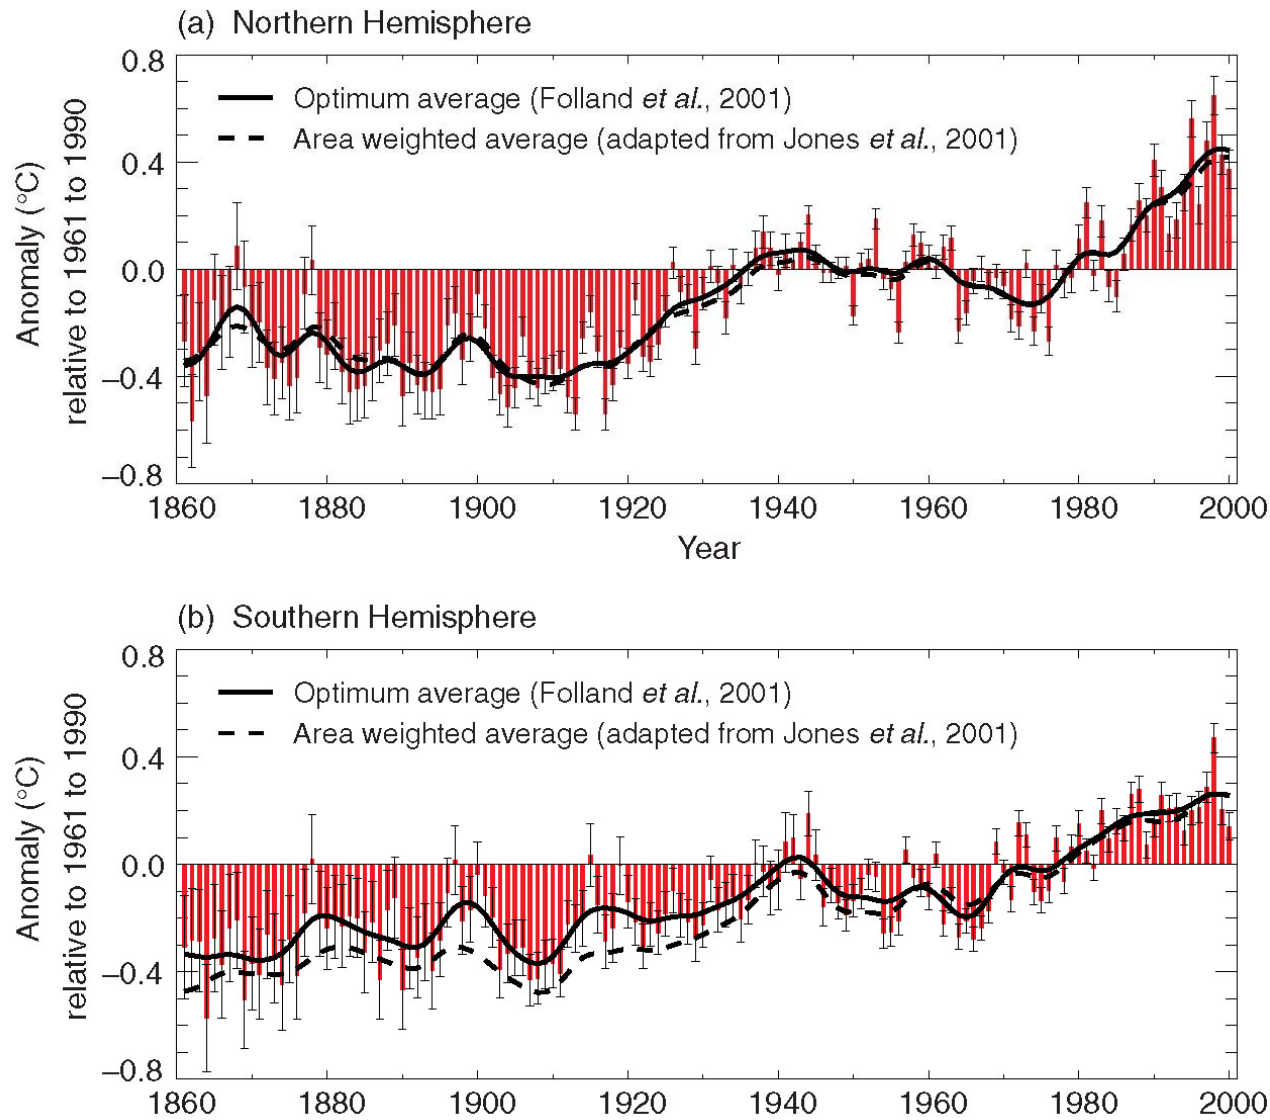 (a) Northern Hemisphere
0.8
Optimum average (Folland et al., 2001)
Area weighted average (adapted from Jones et al., 2001)
0.4
0.0
−0.4
−0.8
Anomaly (°C)
relative to 1961 to 1990
1860 1880 1900 1920 1940 1960 1980 2000
Year
(b) Southern Hemisphere
0.8
Optimum average (Folland et al., 2001)
Area weighted average (adapted from Jones et al., 2001)
0.4
0.0
−0.4
−0.8
Anomaly (°C)
relative to 1961 to 1990
1860 1880 1900 1920 1940 1960 1980 2000